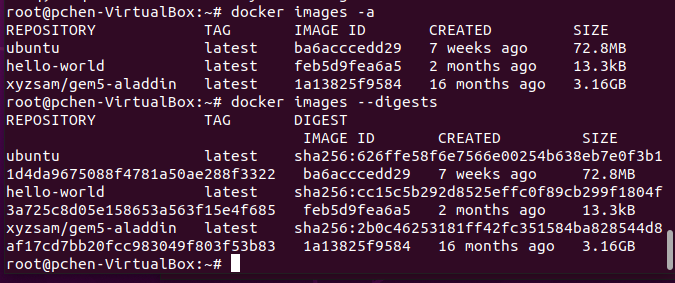 root@pchen-VirtualBox:~# docker images -a
REPOSITORY TAG IMAGE ID CREATED SIZE
ubuntu latest ba6acccedd29 7 weeks ago 72.8MB
hello-world latest feb5d9fea6a5 2 months ago 13.3kB
xyzsam/gem5-aladdin latest 1a13825f9584 16 months ago 3.16GB
root@pchen-VirtualBox:~# docker images --digests
REPOSITORY TAG DIGEST
IMAGE ID CREATED SIZE
ubuntu latest sha256:626ffe58f6e7566e00254b638eb7e0f3b1
1d4da9675088f4781a50ae288f3322 ba6acccedd29 7 weeks ago 72.8MB
hello-world latest sha256:cc15c5b292d8525effc0f89cb299f1804f
3a725c8d05e158653a563f15e4f685 feb5d9fea6a5 2 months ago 13.3kB
xyzsam/gem5-aladdin latest sha256:2b0c46253181ff42fc351584ba828544d8
af17cd7bb20fcc983049f803f53b83 1a13825f9584 16 months ago 3.16GB
root@pchen-VirtualBox:~#